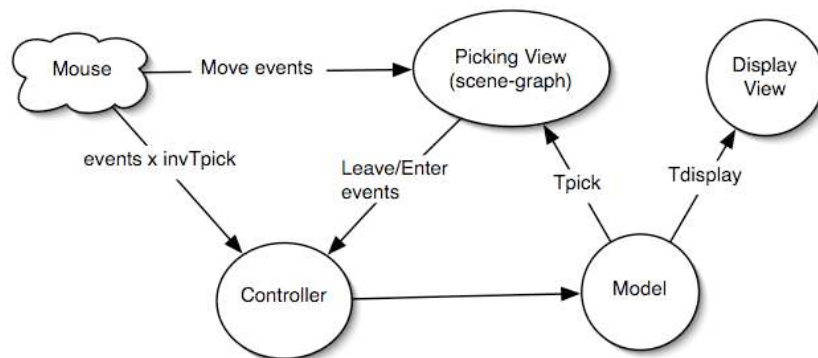 Mouse
Move events
Picking View
(scene-graph)
Display
View
events x invTpick
Leave/Enter
events
Tpick
Tdisplay
Controller
Model